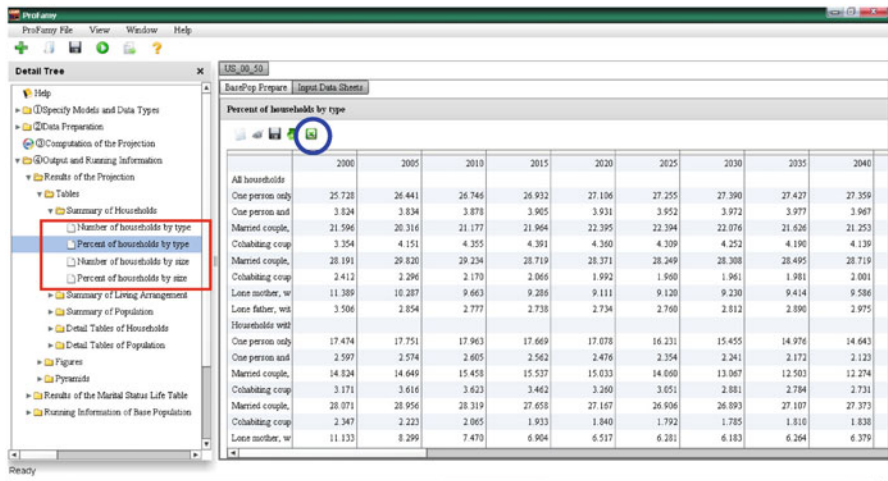 ProFamy
ProFamy File View Window Help
Detail Tree x
Help
①Specify Models and Data Types
②Data Preparation
③Computation of the Projection
④Output and Running Information
Results of the Projection
Tables
Summary of Households
Number of households by type
Percent of households by type
Number of households by size
Percent of households by size
Summary of Living Arrangement
Summary of Population
Detail Tables of Households
Detail Tables of Population
Figures
Pyramids
Results of the Marital Status Life Table
Running Information of Base Population
US_00_50
BasePop Prepare Input Data Sheets
Percent of households by type
2000 2005 2010 2015 2020 2025 2030 2035 2040
All households
One person only 25.728 26.441 26.746 26.932 27.106 27.255 27.390 27.427 27.359
One person and 3.824 3.834 3.878 3.905 3.931 3.952 3.972 3.977 3.967
Married couple, 21.596 20.316 21.177 21.964 22.395 22.394 22.076 21.626 21.253
Cohabiting coup 3.354 4.151 4.355 4.391 4.360 4.309 4.252 4.190 4.139
Married couple, 28.191 29.820 29.234 28.719 28.371 28.249 28.308 28.495 28.719
Cohabiting coup 2.412 2.296 2.170 2.066 1.992 1.960 1.961 1.981 2.001
Lone mother, w 11.389 10.287 9.663 9.286 9.111 9.120 9.230 9.414 9.586
Lone father, wit 3.506 2.854 2.777 2.738 2.734 2.760 2.812 2.890 2.975
Households with
One person only 17.474 17.751 17.963 17.669 17.078 16.231 15.455 14.976 14.643
One person and 2.597 2.574 2.605 2.562 2.476 2.354 2.241 2.172 2.123
Married couple, 14.824 14.649 15.458 15.537 15.033 14.060 13.067 12.503 12.274
Cohabiting coup 3.171 3.616 3.623 3.462 3.260 3.051 2.881 2.784 2.731
Married couple, 28.071 28.956 28.319 27.658 27.167 26.906 26.893 27.107 27.373
Cohabiting coup 2.347 2.223 2.065 1.933 1.840 1.792 1.785 1.810 1.838
Lone mother, w 11.133 8.299 7.470 6.904 6.517 6.281 6.183 6.264 6.379
Ready